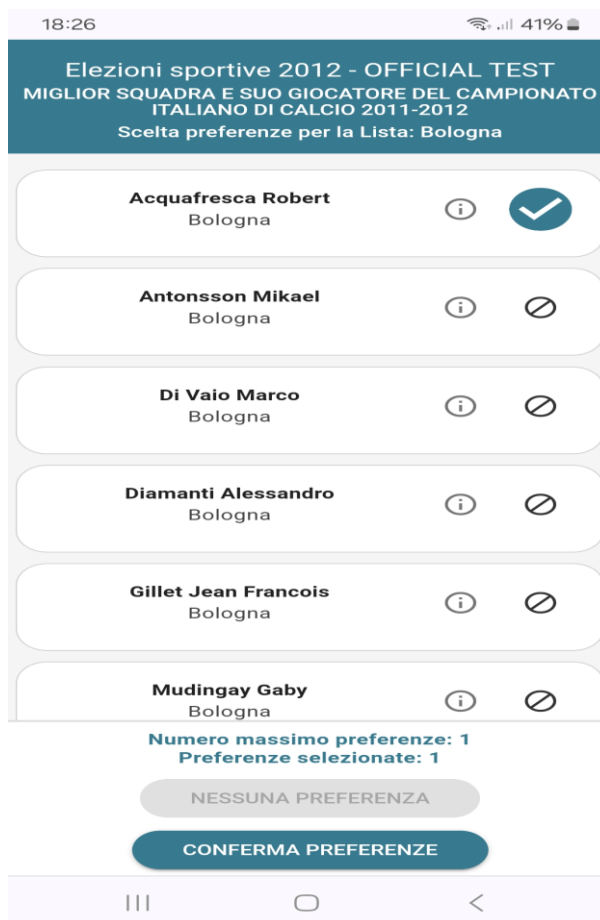 18:26
41%
Elezioni sportive 2012 - OFFICIAL TEST
MIGLIOR SQUADRA E SUO GIOCATORE DEL CAMPIONATO
ITALIANO DI CALCIO 2011-2012
Scelta preferenze per la Lista: Bologna
Acquafresca Robert
Bologna
Antonsson Mikael
Bologna
Di Vaio Marco
Bologna
Diamanti Alessandro
Bologna
Gillet Jean Francois
Bologna
Mudingay Gaby
Bologna
Numero massimo preferenze: 1
Preferenze selezionate: 1
NESSUNA PREFERENZA
CONFERMA PREFERENZE